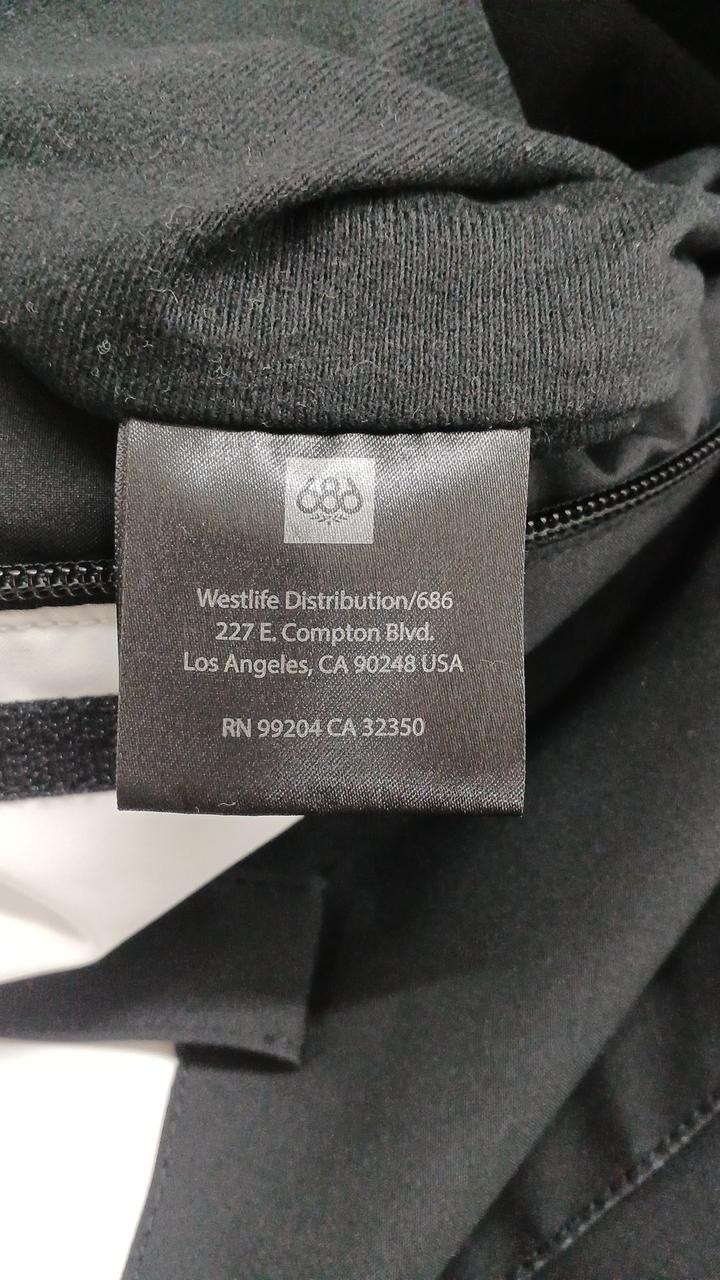 686
Westlife Distribution/686
227 E. Compton Blvd.
Los Angeles, CA 90248 USA
RN 99204 CA 32350